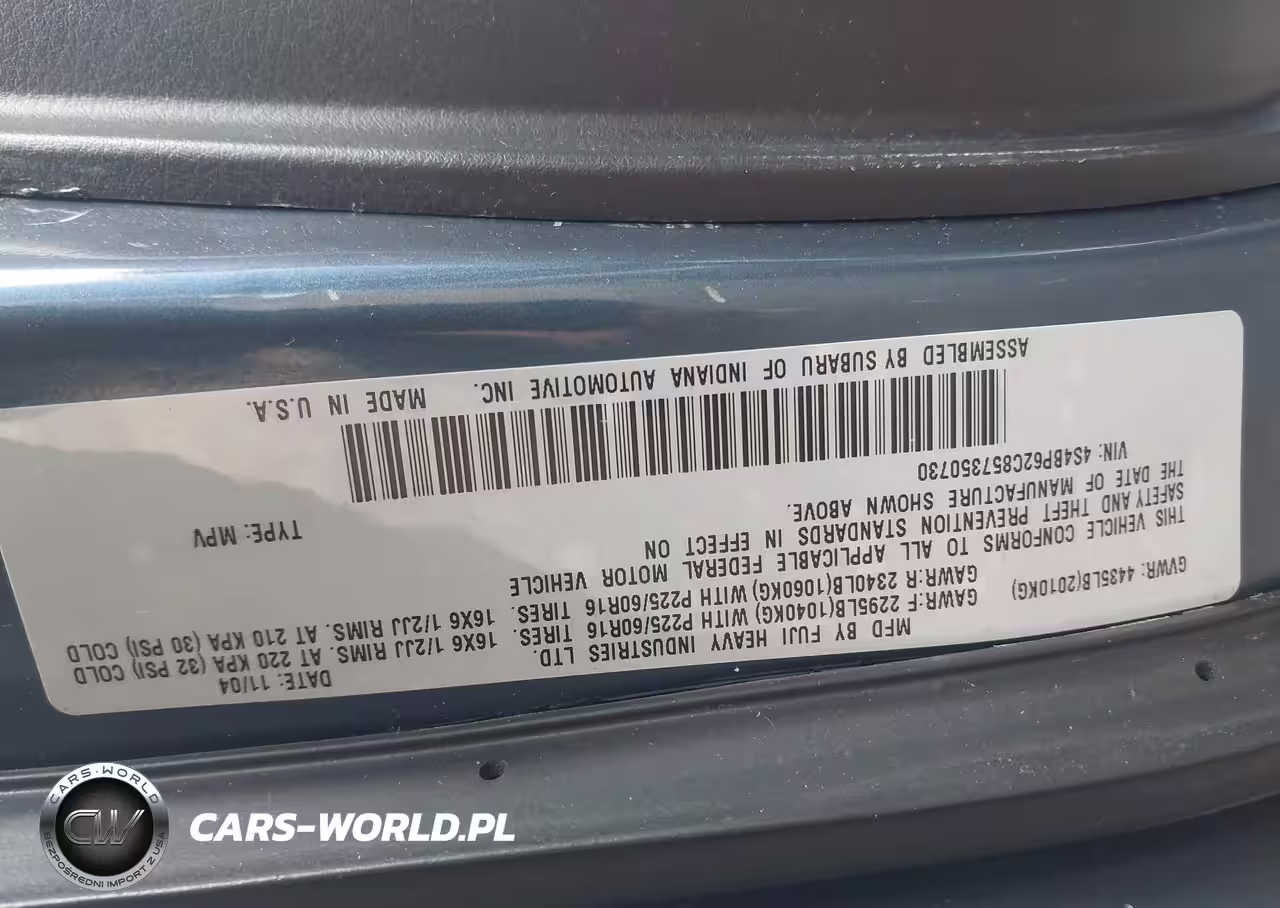 MFD BY FUJI HEAVY INDUSTRIES LTD. DATE: 11/04
GVWR: 4435LB(2010KG) GAWR:F 2295LB(1040KG) WITH P225/60R16 TIRES. 16X6 1/2JJ RIMS. AT 220 KPA (32 PSI) COLD
GAWR:R 2340LB(1060KG) WITH P225/60R16 TIRES. 16X6 1/2JJ RIMS. AT 210 KPA (30 PSI) COLD
THIS VEHICLE CONFORMS TO ALL APPLICABLE FEDERAL MOTOR VEHICLE
SAFETY AND THEFT PREVENTION STANDARDS IN EFFECT ON
THE DATE OF MANUFACTURE SHOWN ABOVE.
VIN: 4S4BP62C857350730 TYPE: MPV
ASSEMBLED BY SUBARU OF INDIANA AUTOMOTIVE INC. MADE IN U.S.A.
CARS-WORLD
CW
BEZPOŚREDNI IMPORT Z USA
CARS-WORLD.PL